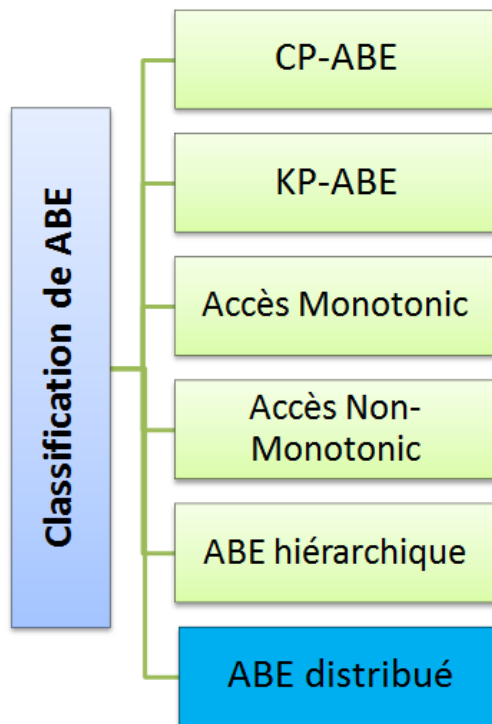 Classification de ABE
CP-ABE
KP-ABE
Accès Monotonic
Accès Non-
Monotonic
ABE hiérarchique
ABE distribué